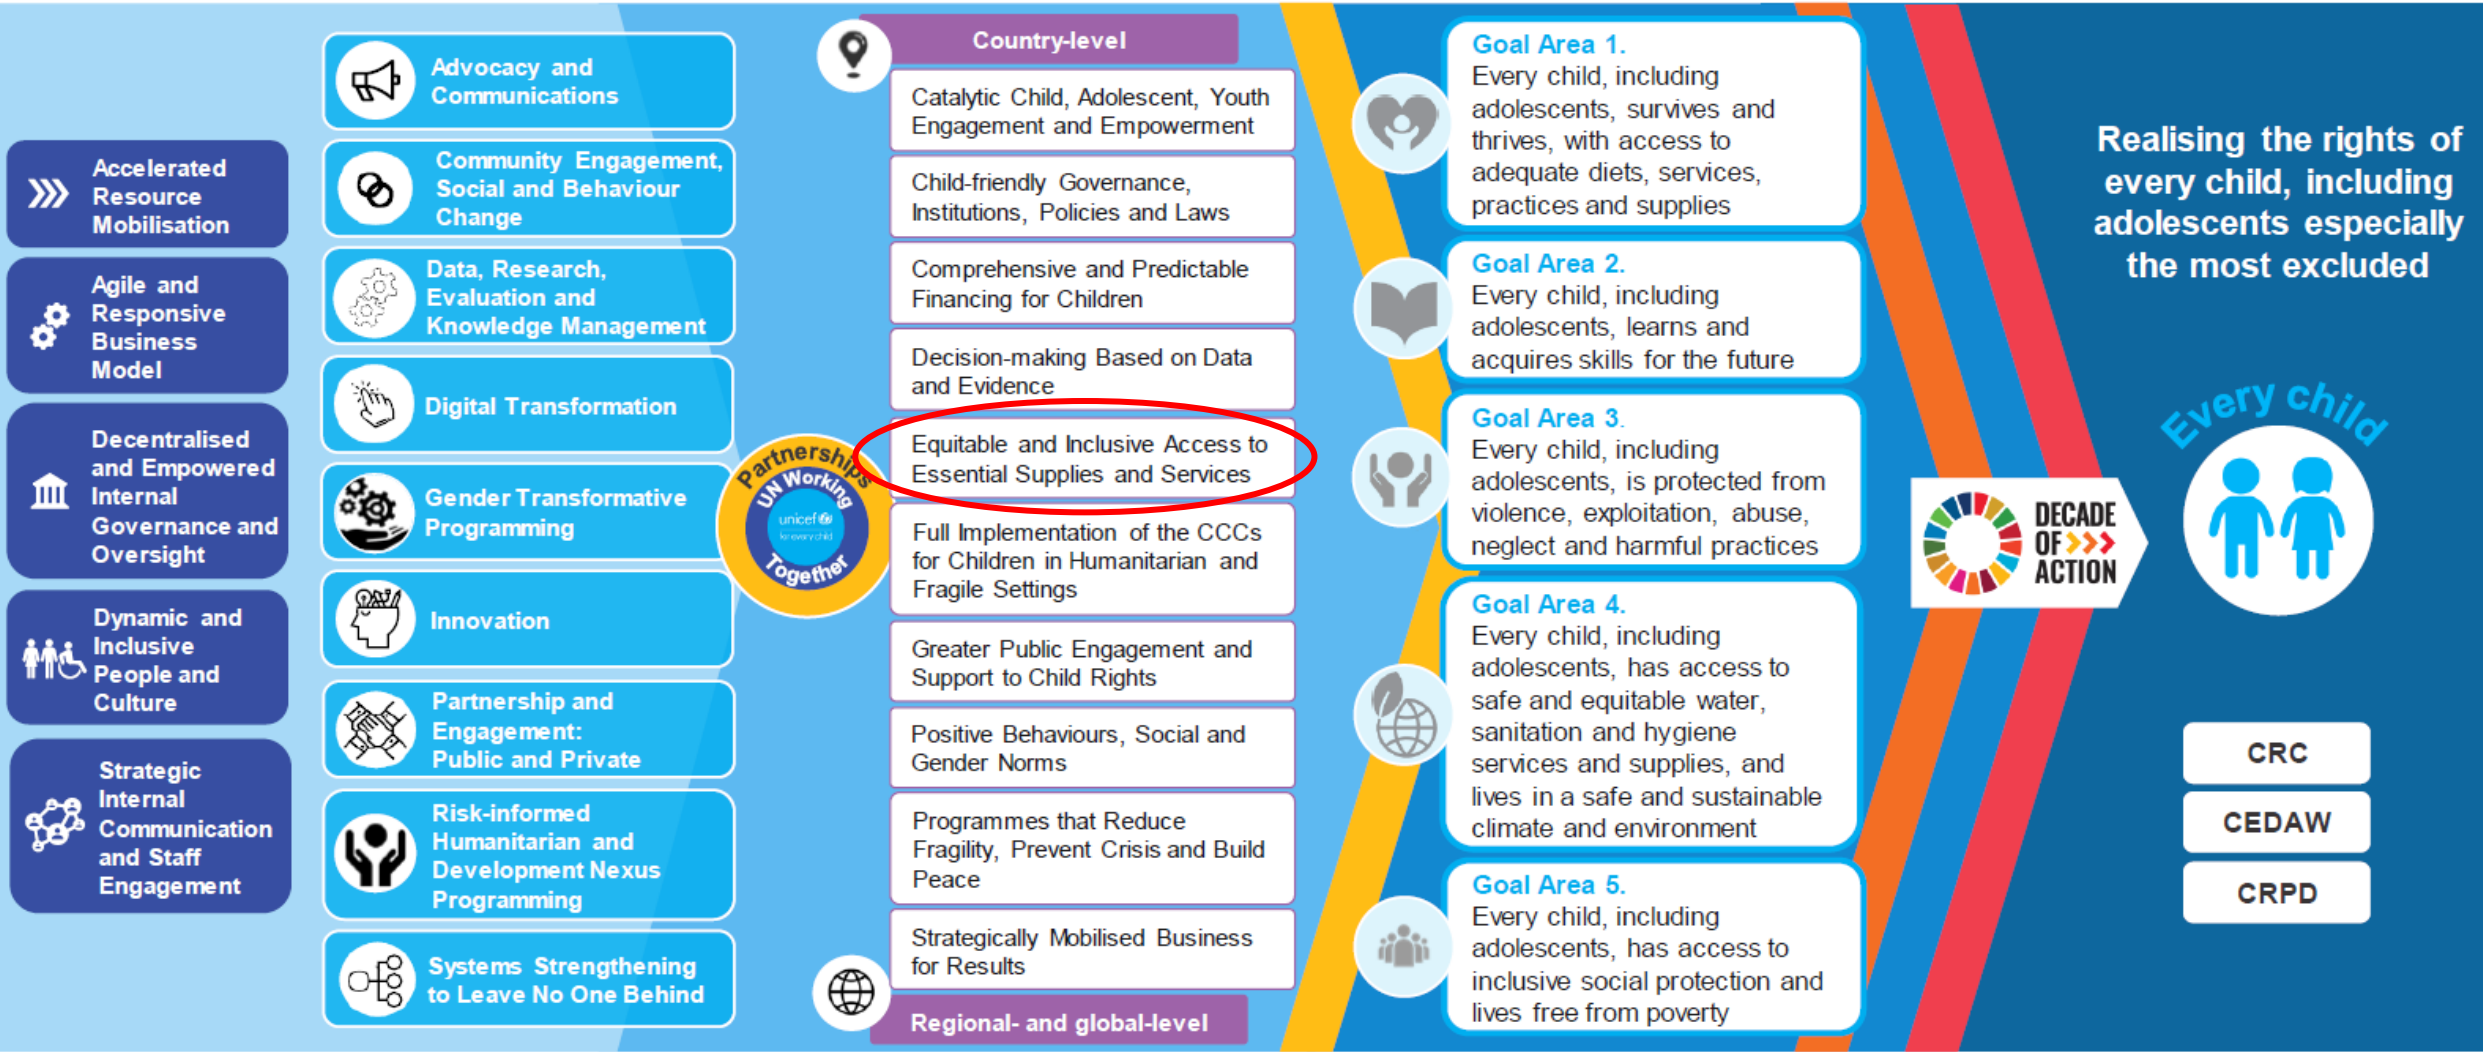 Accelerated
Resource
Mobilisation
Agile and
Responsive
Business
Model
Decentralised
and Empowered
Internal
Governance and
Oversight
Dynamic and
Inclusive
People and
Culture
Strategic
Internal
Communication
and Staff
Engagement
Advocacy and
Communications
Community Engagement,
Social and Behaviour
Change
Data, Research,
Evaluation and
Knowledge Management
Digital Transformation
Gender Transformative
Programming
Innovation
Partnership and
Engagement:
Public and Private
Risk-informed
Humanitarian and
Development Nexus
Programming
Systems Strengthening
to Leave No One Behind
Partnerships
UN Working
unicef
for every child
Together
Country-level
Catalytic Child, Adolescent, Youth
Engagement and Empowerment
Child-friendly Governance,
Institutions, Policies and Laws
Comprehensive and Predictable
Financing for Children
Decision-making Based on Data
and Evidence
Equitable and Inclusive Access to
Essential Supplies and Services
Full Implementation of the CCCs
for Children in Humanitarian and
Fragile Settings
Greater Public Engagement and
Support to Child Rights
Positive Behaviours, Social and
Gender Norms
Programmes that Reduce
Fragility, Prevent Crisis and Build
Peace
Strategically Mobilised Business
for Results
Regional- and global-level
Goal Area 1.
Every child, including
adolescents, survives and
thrives, with access to
adequate diets, services,
practices and supplies
Goal Area 2.
Every child, including
adolescents, learns and
acquires skills for the future
Goal Area 3.
Every child, including
adolescents, is protected from
violence, exploitation, abuse,
neglect and harmful practices
Goal Area 4.
Every child, including
adolescents, has access to
safe and equitable water,
sanitation and hygiene
services and supplies, and
lives in a safe and sustainable
climate and environment
Goal Area 5.
Every child, including
adolescents, has access to
inclusive social protection and
lives free from poverty
DECADE
OF >>>
ACTION
Realising the rights of
every child, including
adolescents especially
the most excluded
Every child
CRC
CEDAW
CRPD